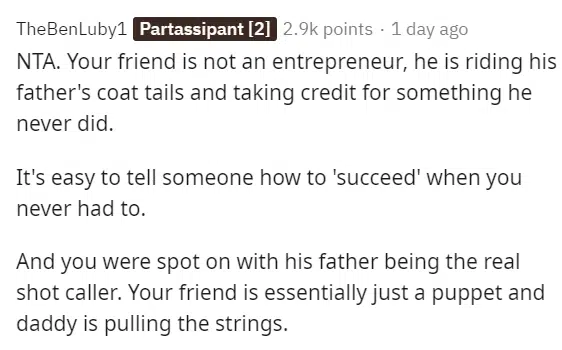 TheBenLuby1 Partassipant [2] 2.9k points · 1 day ago
NTA. Your friend is not an entrepreneur, he is riding his
father's coat tails and taking credit for something he
never did.
It's easy to tell someone how to 'succeed' when you
never had to.
And you were spot on with his father being the real
shot caller. Your friend is essentially just a puppet and
daddy is pulling the strings.